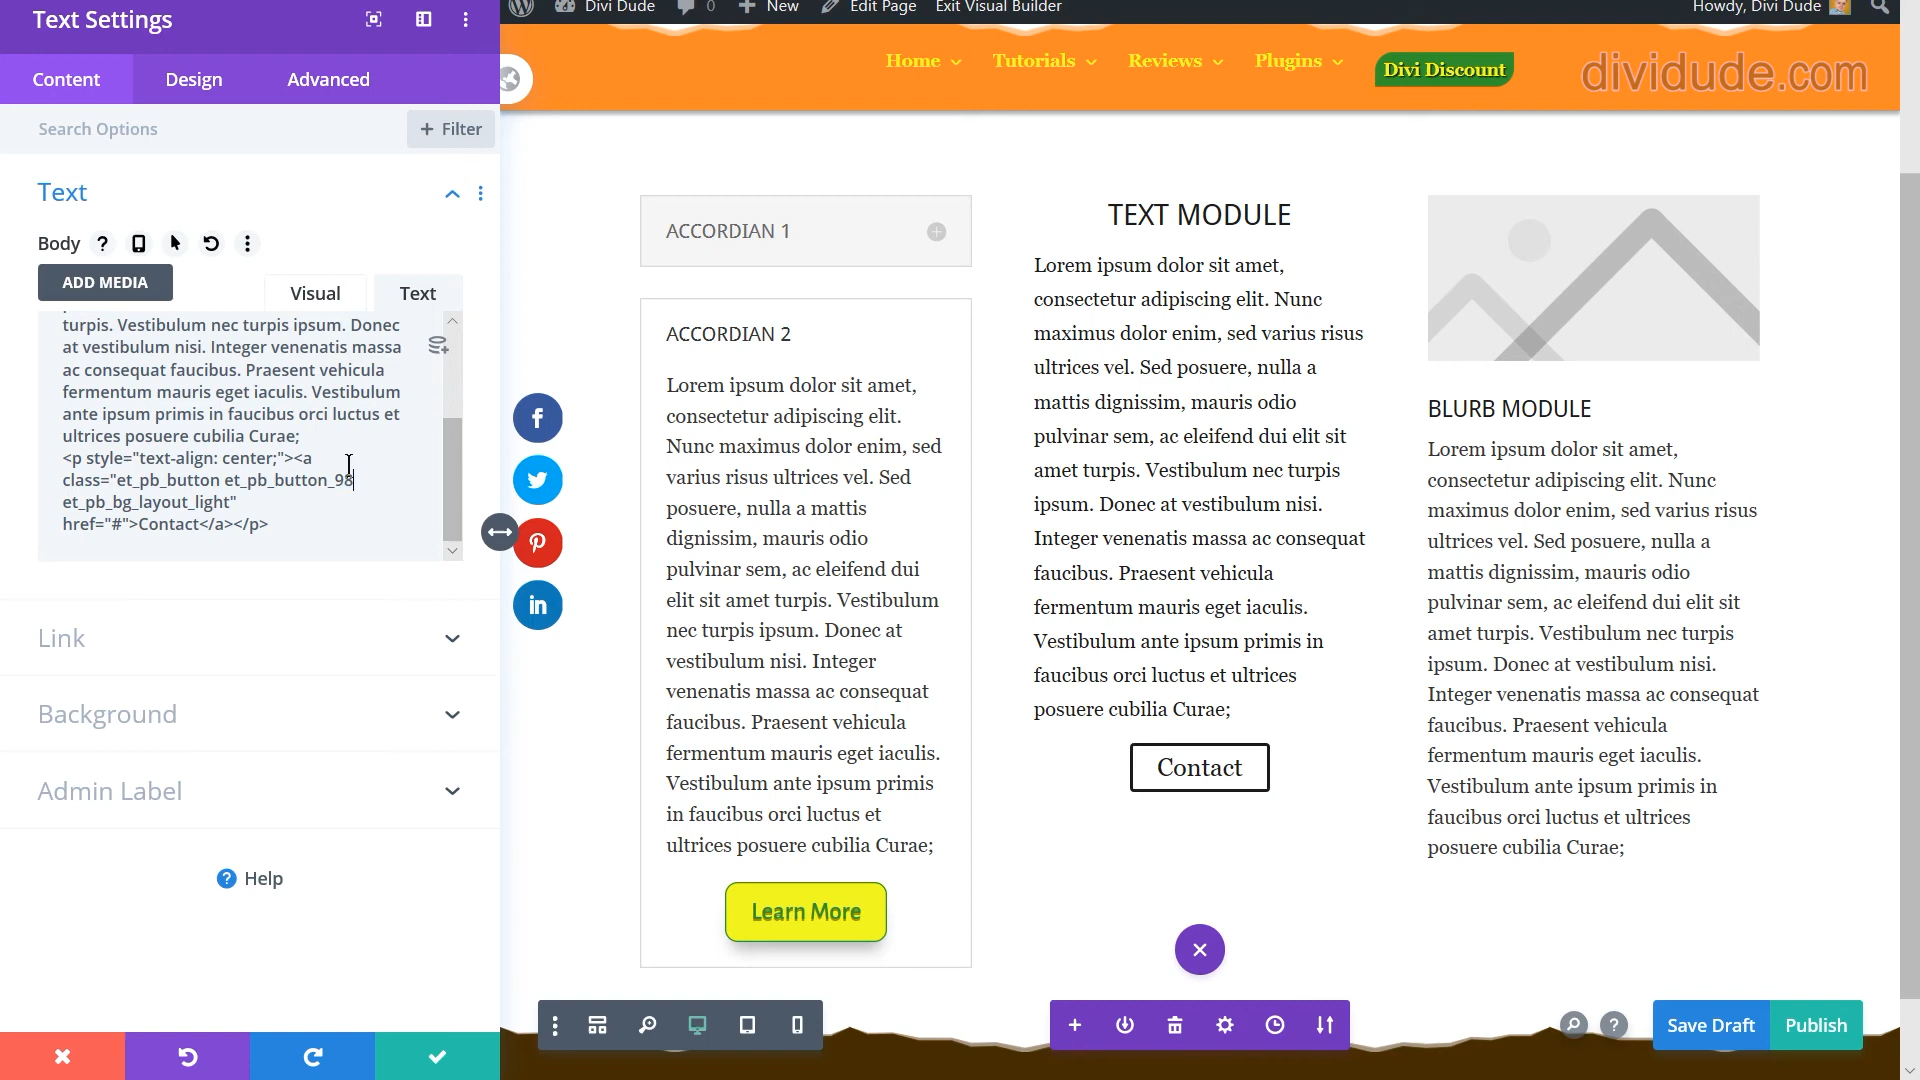 Text Settings
Content
Design
Advanced
Search Options
+ Filter
Text
Body
ADD MEDIA
Visual
Text
turpis. Vestibulum nec turpis ipsum. Donec
at vestibulum nisi. Integer venenatis massa
ac consequat faucibus. Praesent vehicula
fermentum mauris eget iaculis. Vestibulum
ante ipsum primis in faucibus orci luctus et
ultrices posuere cubilia Curae;
<p style="text-align: center;"><a
class="et_pb_button et_pb_button_98
et_pb_bg_layout_light"
href="#">Contact</a></p>
Link
Background
Admin Label
Help
Divi Dude
0
New
Edit Page
Exit Visual Builder
Howdy, Divi Dude
Home
Tutorials
Reviews
Plugins
Divi Discount
dividude.com
ACCORDIAN 1
ACCORDIAN 2
Lorem ipsum dolor sit amet,
consectetur adipiscing elit.
Nunc maximus dolor enim, sed
varius risus ultrices vel. Sed
posuere, nulla a mattis
dignissim, mauris odio
pulvinar sem, ac eleifend dui
elit sit amet turpis. Vestibulum
nec turpis ipsum. Donec at
vestibulum nisi. Integer
venenatis massa ac consequat
faucibus. Praesent vehicula
fermentum mauris eget iaculis.
Vestibulum ante ipsum primis
in faucibus orci luctus et
ultrices posuere cubilia Curae;
Learn More
TEXT MODULE
Lorem ipsum dolor sit amet,
consectetur adipiscing elit. Nunc
maximus dolor enim, sed varius risus
ultrices vel. Sed posuere, nulla a
mattis dignissim, mauris odio
pulvinar sem, ac eleifend dui elit sit
amet turpis. Vestibulum nec turpis
ipsum. Donec at vestibulum nisi.
Integer venenatis massa ac consequat
faucibus. Praesent vehicula
fermentum mauris eget iaculis.
Vestibulum ante ipsum primis in
faucibus orci luctus et ultrices
posuere cubilia Curae;
Contact
BLURB MODULE
Lorem ipsum dolor sit amet,
consectetur adipiscing elit. Nunc
maximus dolor enim, sed varius risus
ultrices vel. Sed posuere, nulla a
mattis dignissim, mauris odio
pulvinar sem, ac eleifend dui elit sit
amet turpis. Vestibulum nec turpis
ipsum. Donec at vestibulum nisi.
Integer venenatis massa ac consequat
faucibus. Praesent vehicula
fermentum mauris eget iaculis.
Vestibulum ante ipsum primis in
faucibus orci luctus et ultrices
posuere cubilia Curae;
Save Draft
Publish